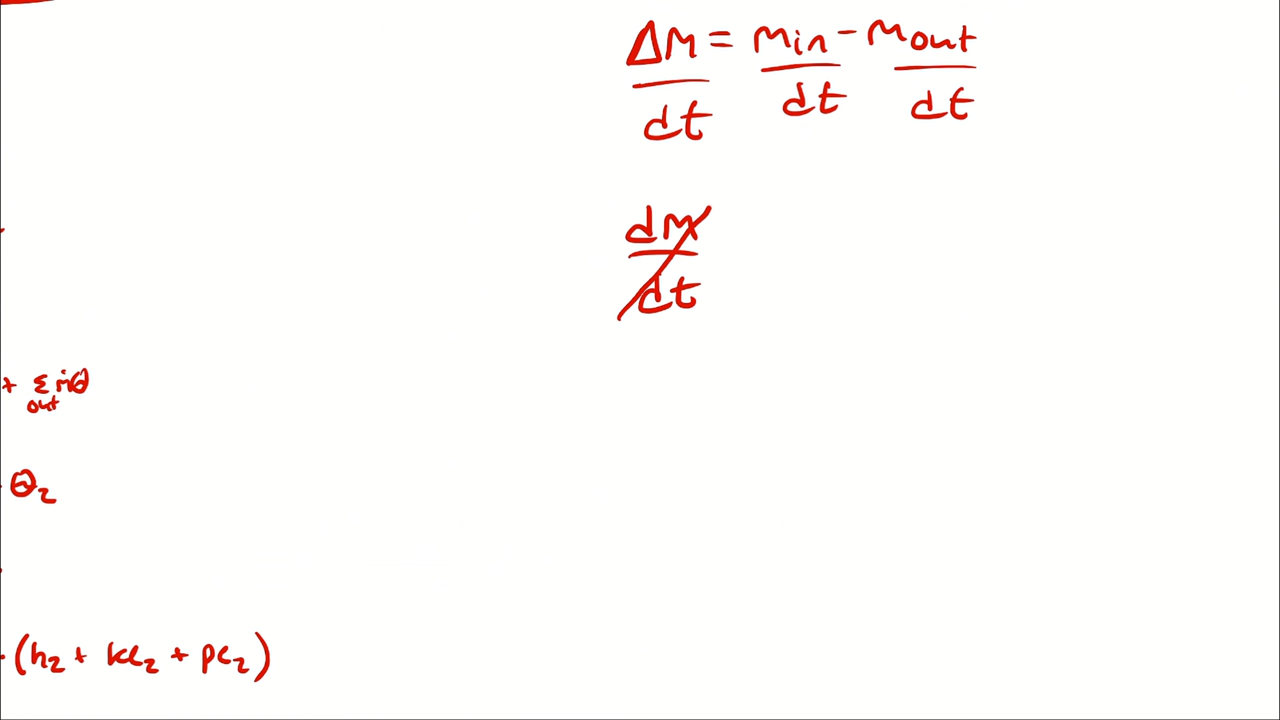 Δm = min - mout
dt dt dt
dm
dt
+ Σ ṁθ
out
θ2
(h2 + ke2 + pe2)